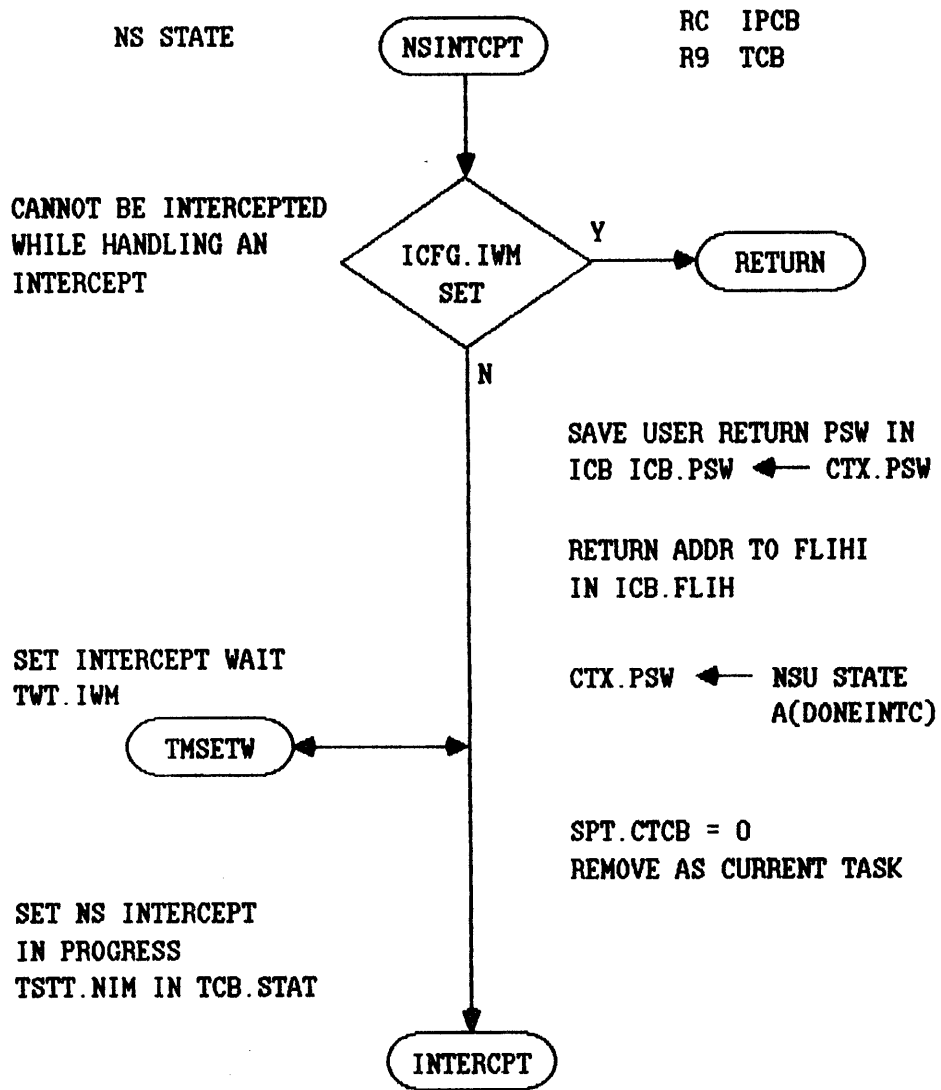 NS STATE
NSINTCPT
RC IPCB
R9 TCB
CANNOT BE INTERCEPTED
WHILE HANDLING AN
INTERCEPT
ICFG.IWM
SET
Y
RETURN
N
SAVE USER RETURN PSW IN
ICB ICB.PSW ← CTX.PSW
RETURN ADDR TO FLIHI
IN ICB.FLIH
SET INTERCEPT WAIT
TWT.IWM
CTX.PSW ← NSU STATE
A(DONEINTC)
TMSETW
SPT.CTCB = 0
REMOVE AS CURRENT TASK
SET NS INTERCEPT
IN PROGRESS
TSTT.NIM IN TCB.STAT
INTERCPT